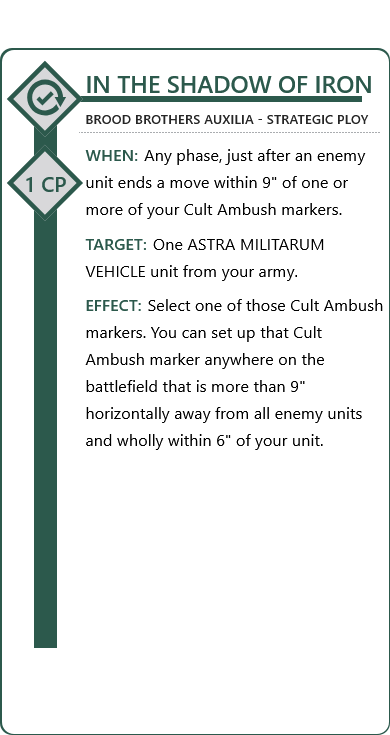 IN THE SHADOW OF IRON
BROOD BROTHERS AUXILIA - STRATEGIC PLOY
WHEN: Any phase, just after an enemy
1 CP
unit ends a move within 9" of one or
more of your Cult Ambush markers.
TARGET: One ASTRA MILITARUM
VEHICLE unit from your army.
EFFECT: Select one of those Cult Ambush
markers. You can set up that Cult
Ambush marker anywhere on the
battlefield that is more than 9"
horizontally away from all enemy units
and wholly within 6" of your unit.